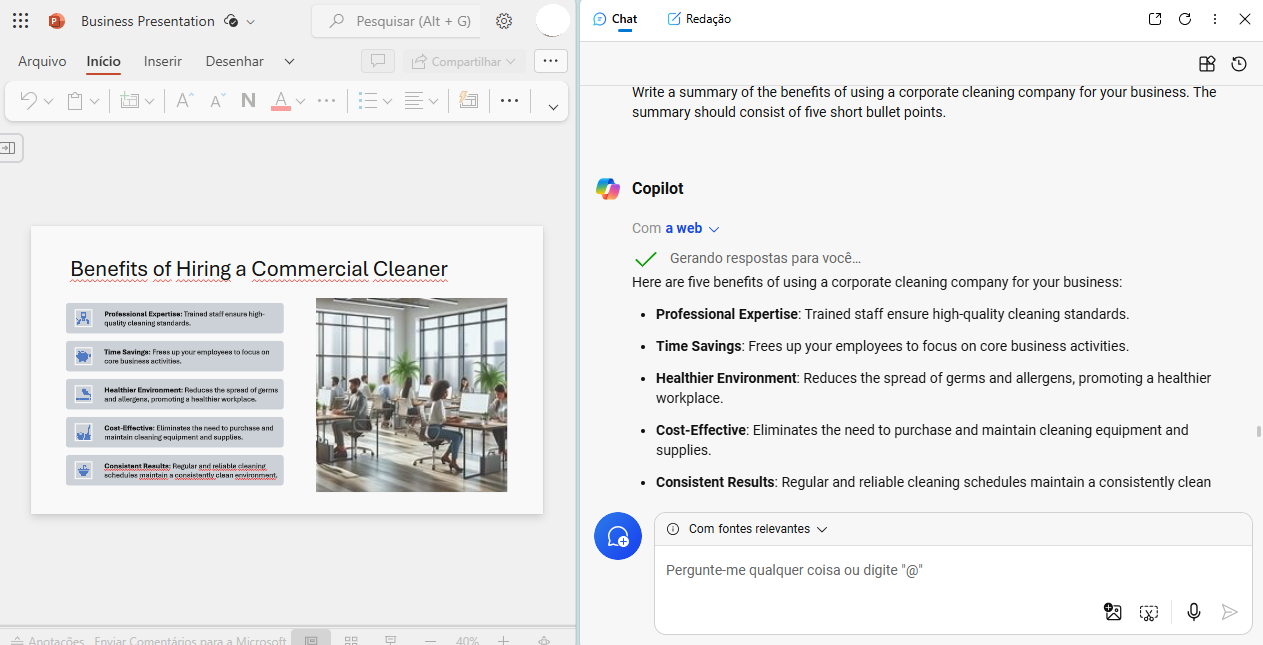 Business Presentation
Pesquisar (Alt + G)
Arquivo
Início
Inserir
Desenhar
Compartilhar
A
A
N
A
Benefits of Hiring a Commercial Cleaner
Professional Expertise: Trained staff ensure high-
quality cleaning standards.
Time Savings: Frees up your employees to focus on
core business activities.
Healthier Environment: Reduces the spread of germs
and allergens, promoting a healthier workplace.
Cost-Effective: Eliminates the need to purchase and
maintain cleaning equipment and supplies.
Consistent Results: Regular and reliable cleaning
schedules maintain a consistently clean environment.
Anotações
Enviar Comentários para a Microsoft
40%
Chat
Redação
Write a summary of the benefits of using a corporate cleaning company for your business. The
summary should consist of five short bullet points.
Copilot
Com a web
Gerando respostas para você...
Here are five benefits of using a corporate cleaning company for your business:
• Professional Expertise: Trained staff ensure high-quality cleaning standards.
• Time Savings: Frees up your employees to focus on core business activities.
• Healthier Environment: Reduces the spread of germs and allergens, promoting a healthier
workplace.
• Cost-Effective: Eliminates the need to purchase and maintain cleaning equipment and
supplies.
• Consistent Results: Regular and reliable cleaning schedules maintain a consistently clean
Com fontes relevantes
Pergunte-me qualquer coisa ou digite "@"